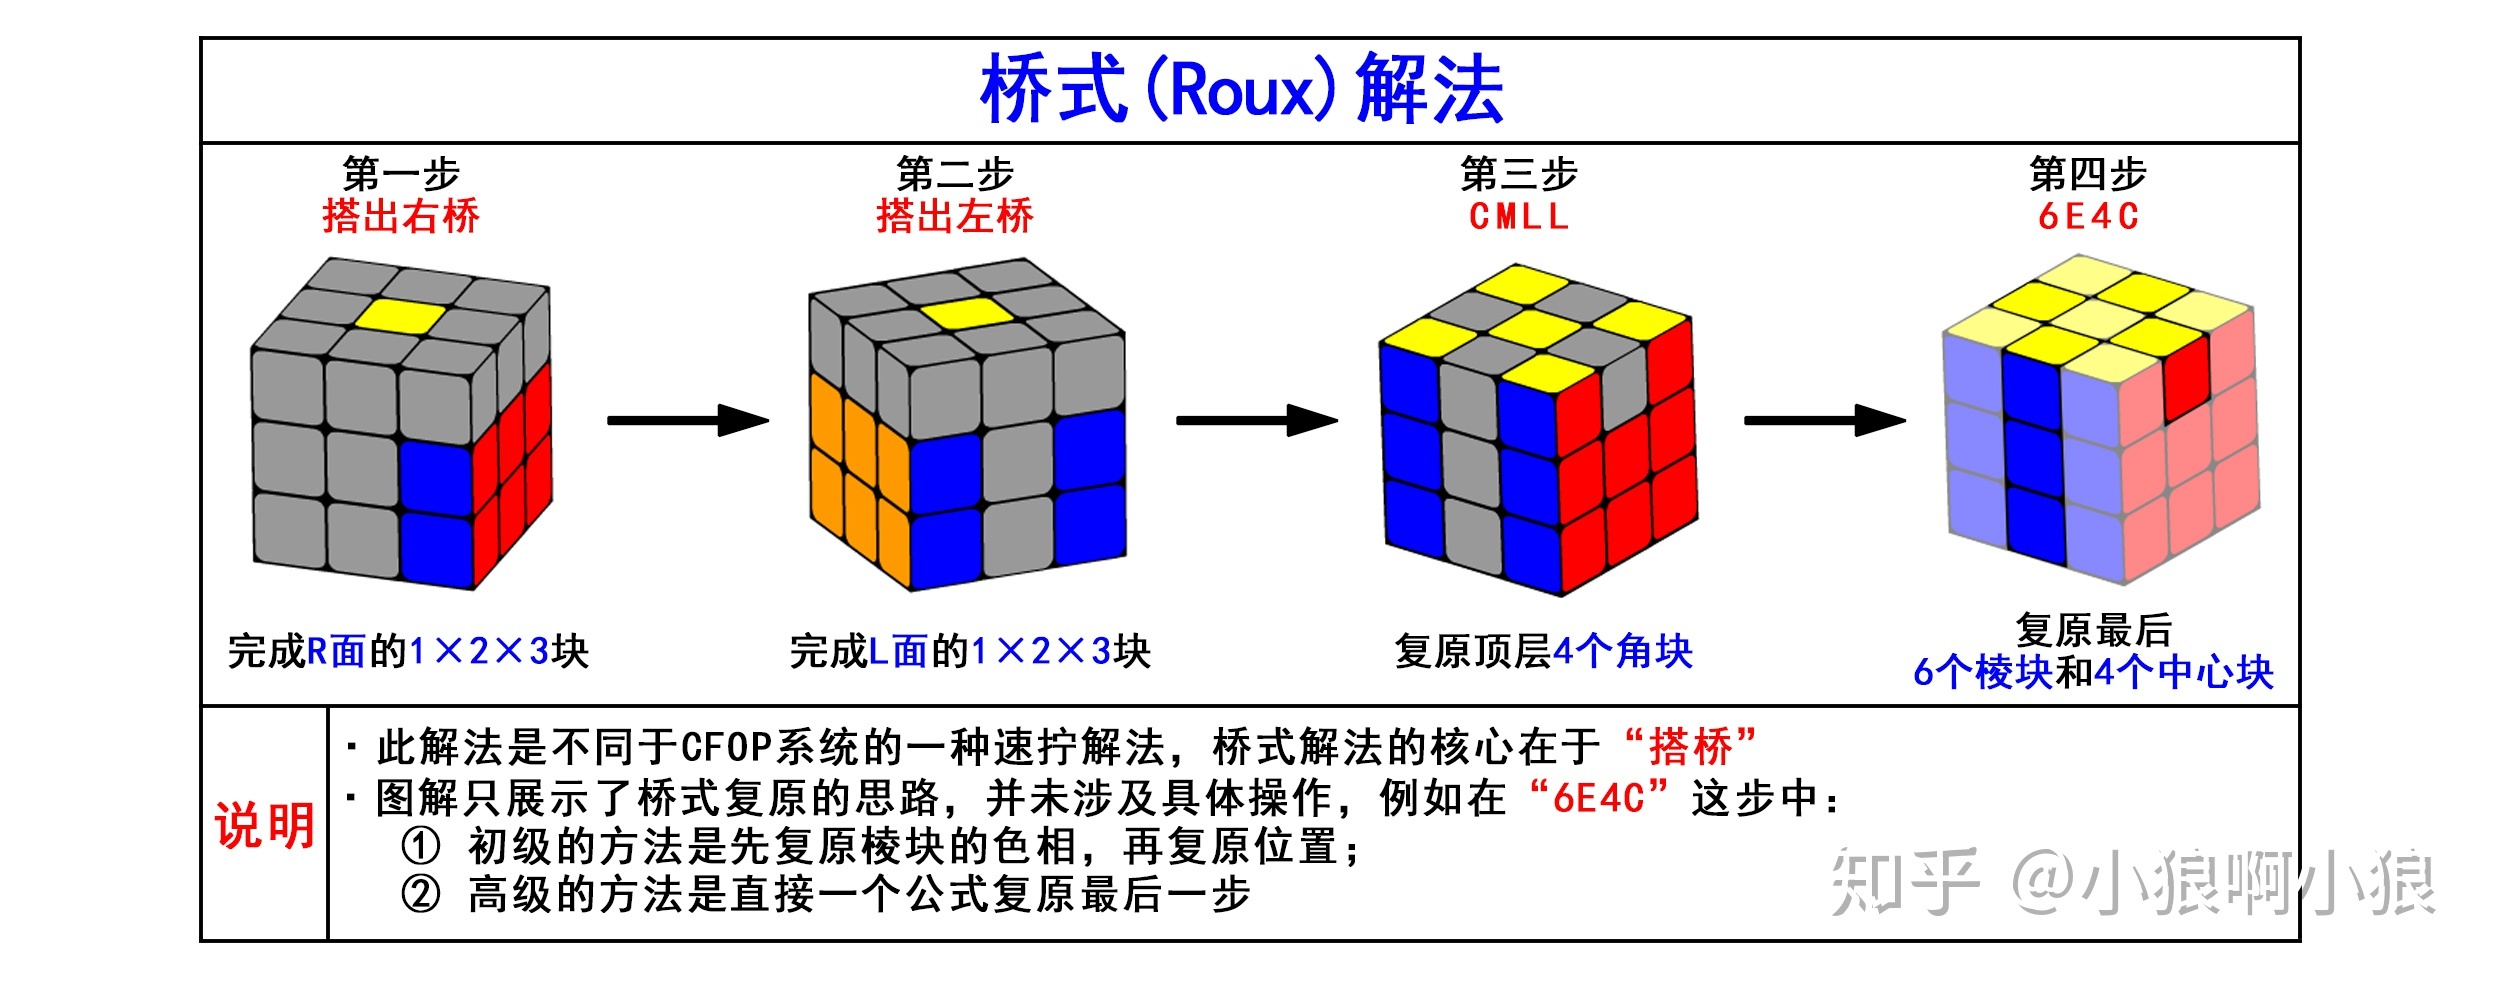 桥式(Roux)解法
第一步
搭出右桥
第二步
搭出左桥
第三步
CMLL
第四步
6E4C
完成R面的1×2×3块
完成L面的1×2×3块
复原顶层4个角块
复原最后
6个棱块和4个中心块
说明
· 此解法是不同于CFOP系统的一种速拧解法，桥式解法的核心在于“搭桥”
· 图解只展示了桥式复原的思路，并未涉及具体操作，例如在“6E4C”这步中：
① 初级的方法是先复原棱块的色相，再复原位置；
② 高级的方法是直接一个公式复原最后一步
知乎 @小狼啊小狼